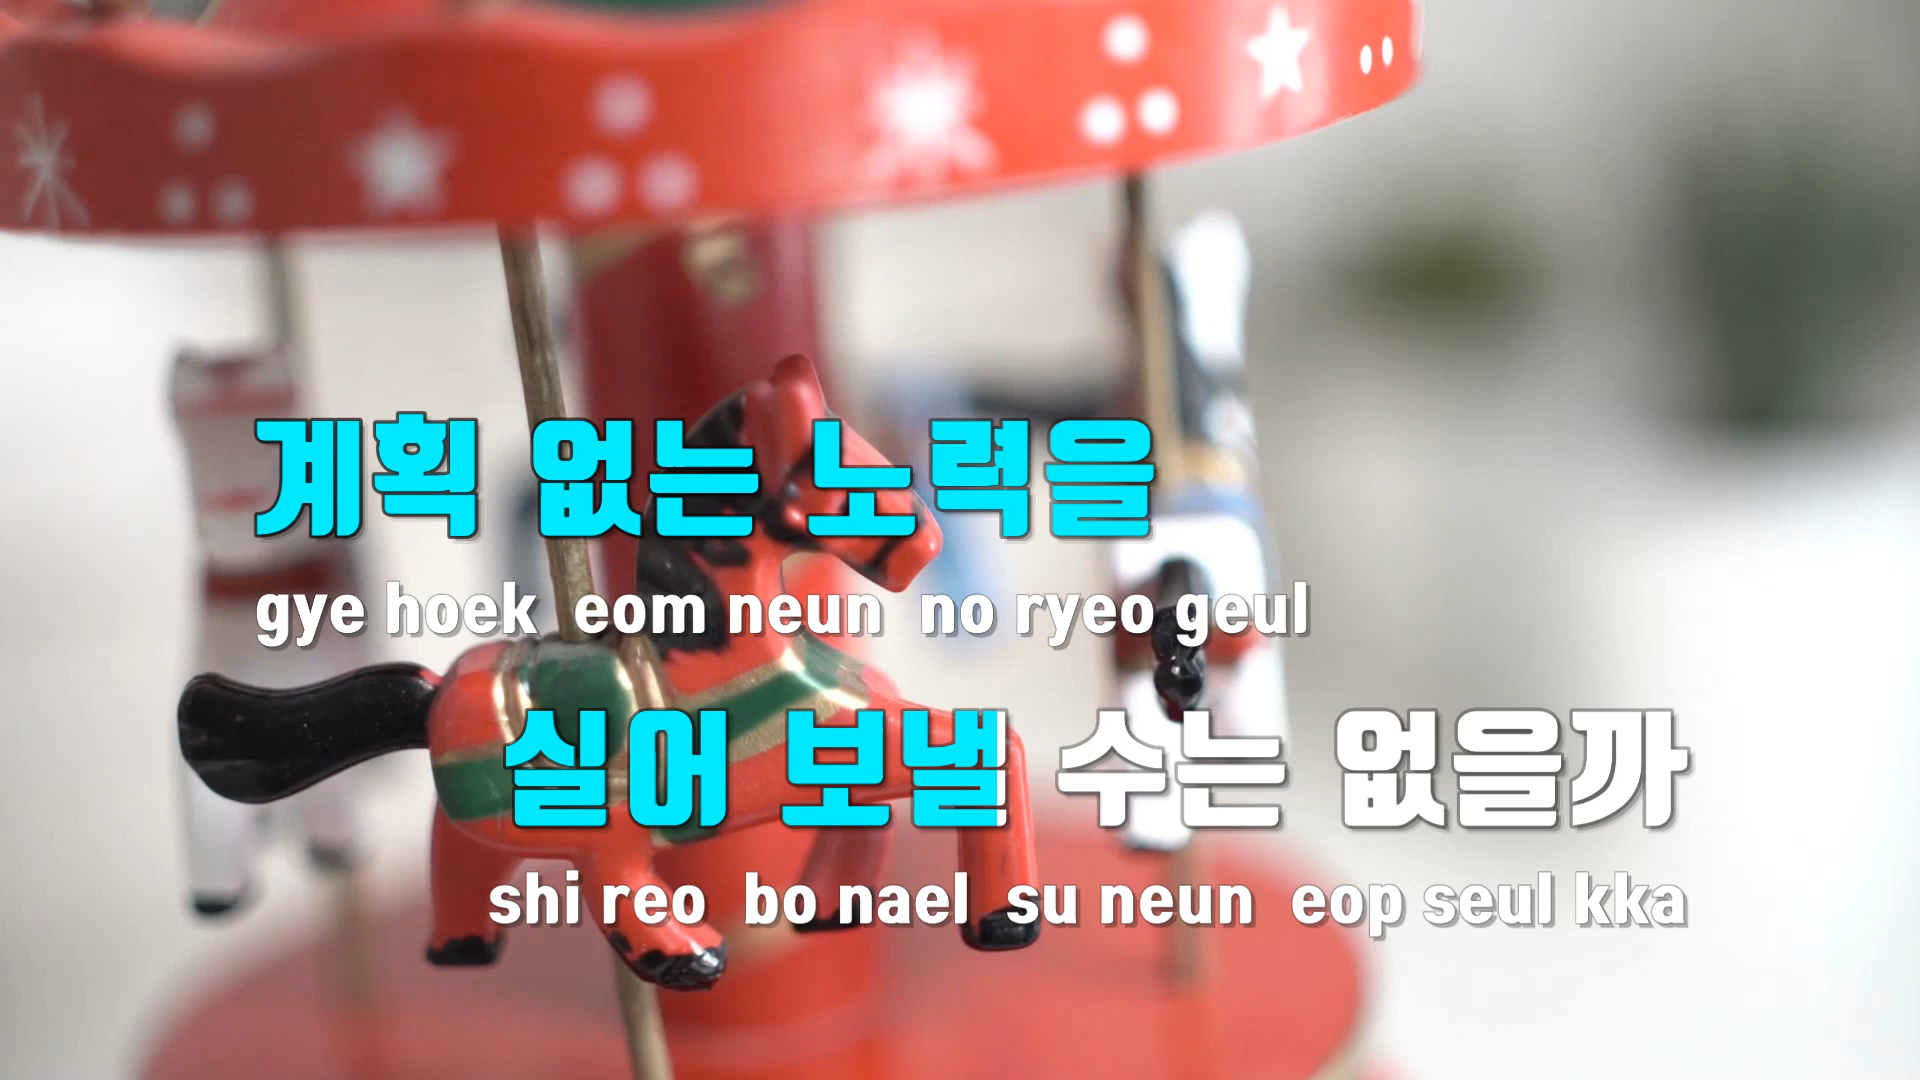 계획 없는 노력을
gye hoek eom neun no ryeo geul
실어 보낼 수는 없을까
shi reo bo nael su neun eop seul kka